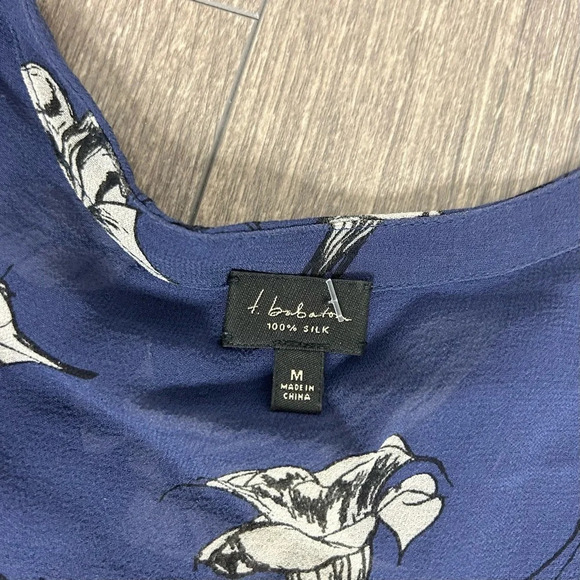 t. babaton
100% SILK
M
MADE IN
CHINA